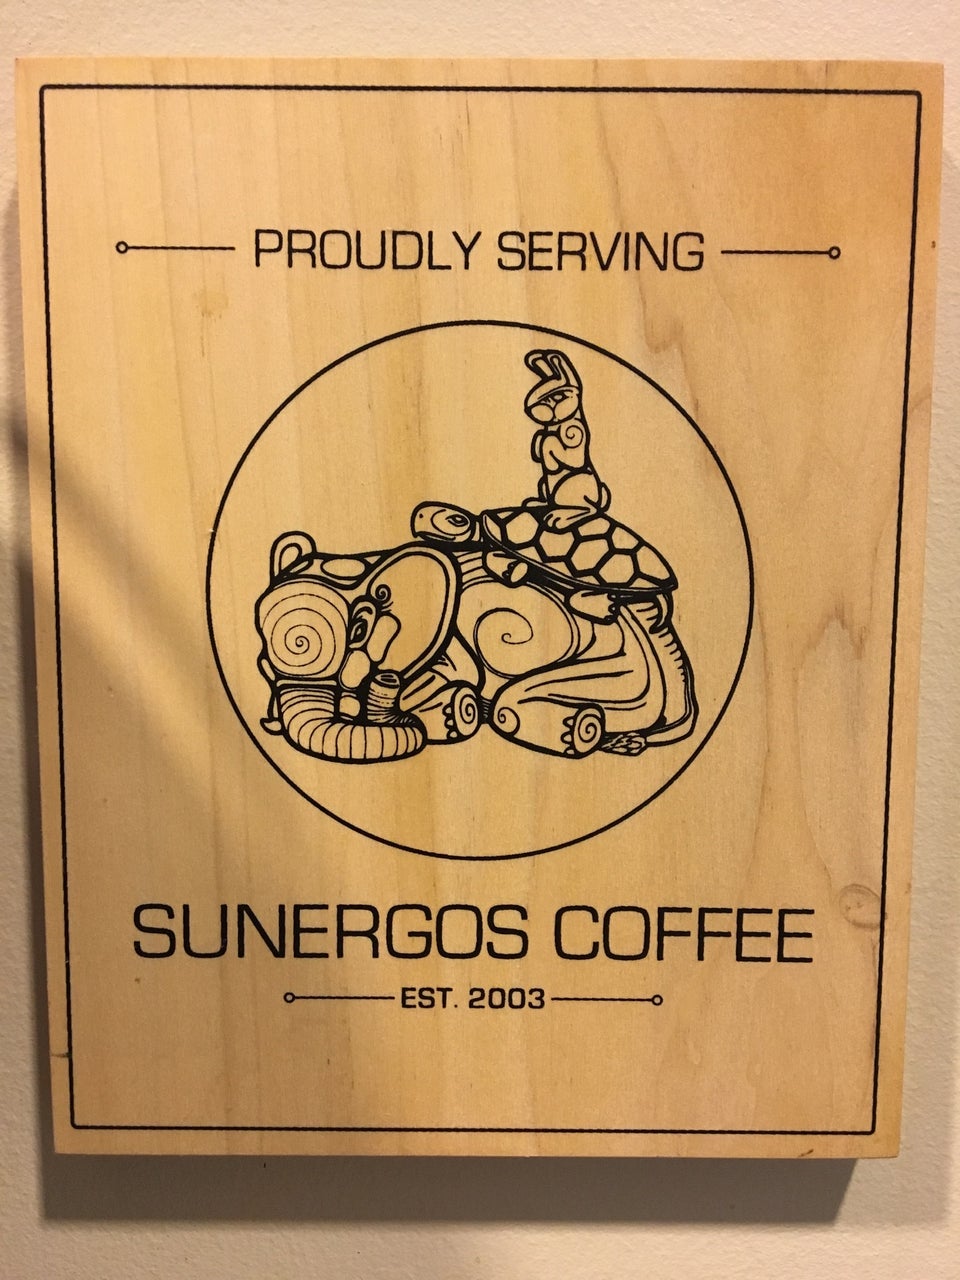 PROUDLY SERVING
SUNERGOS COFFEE
EST. 2003